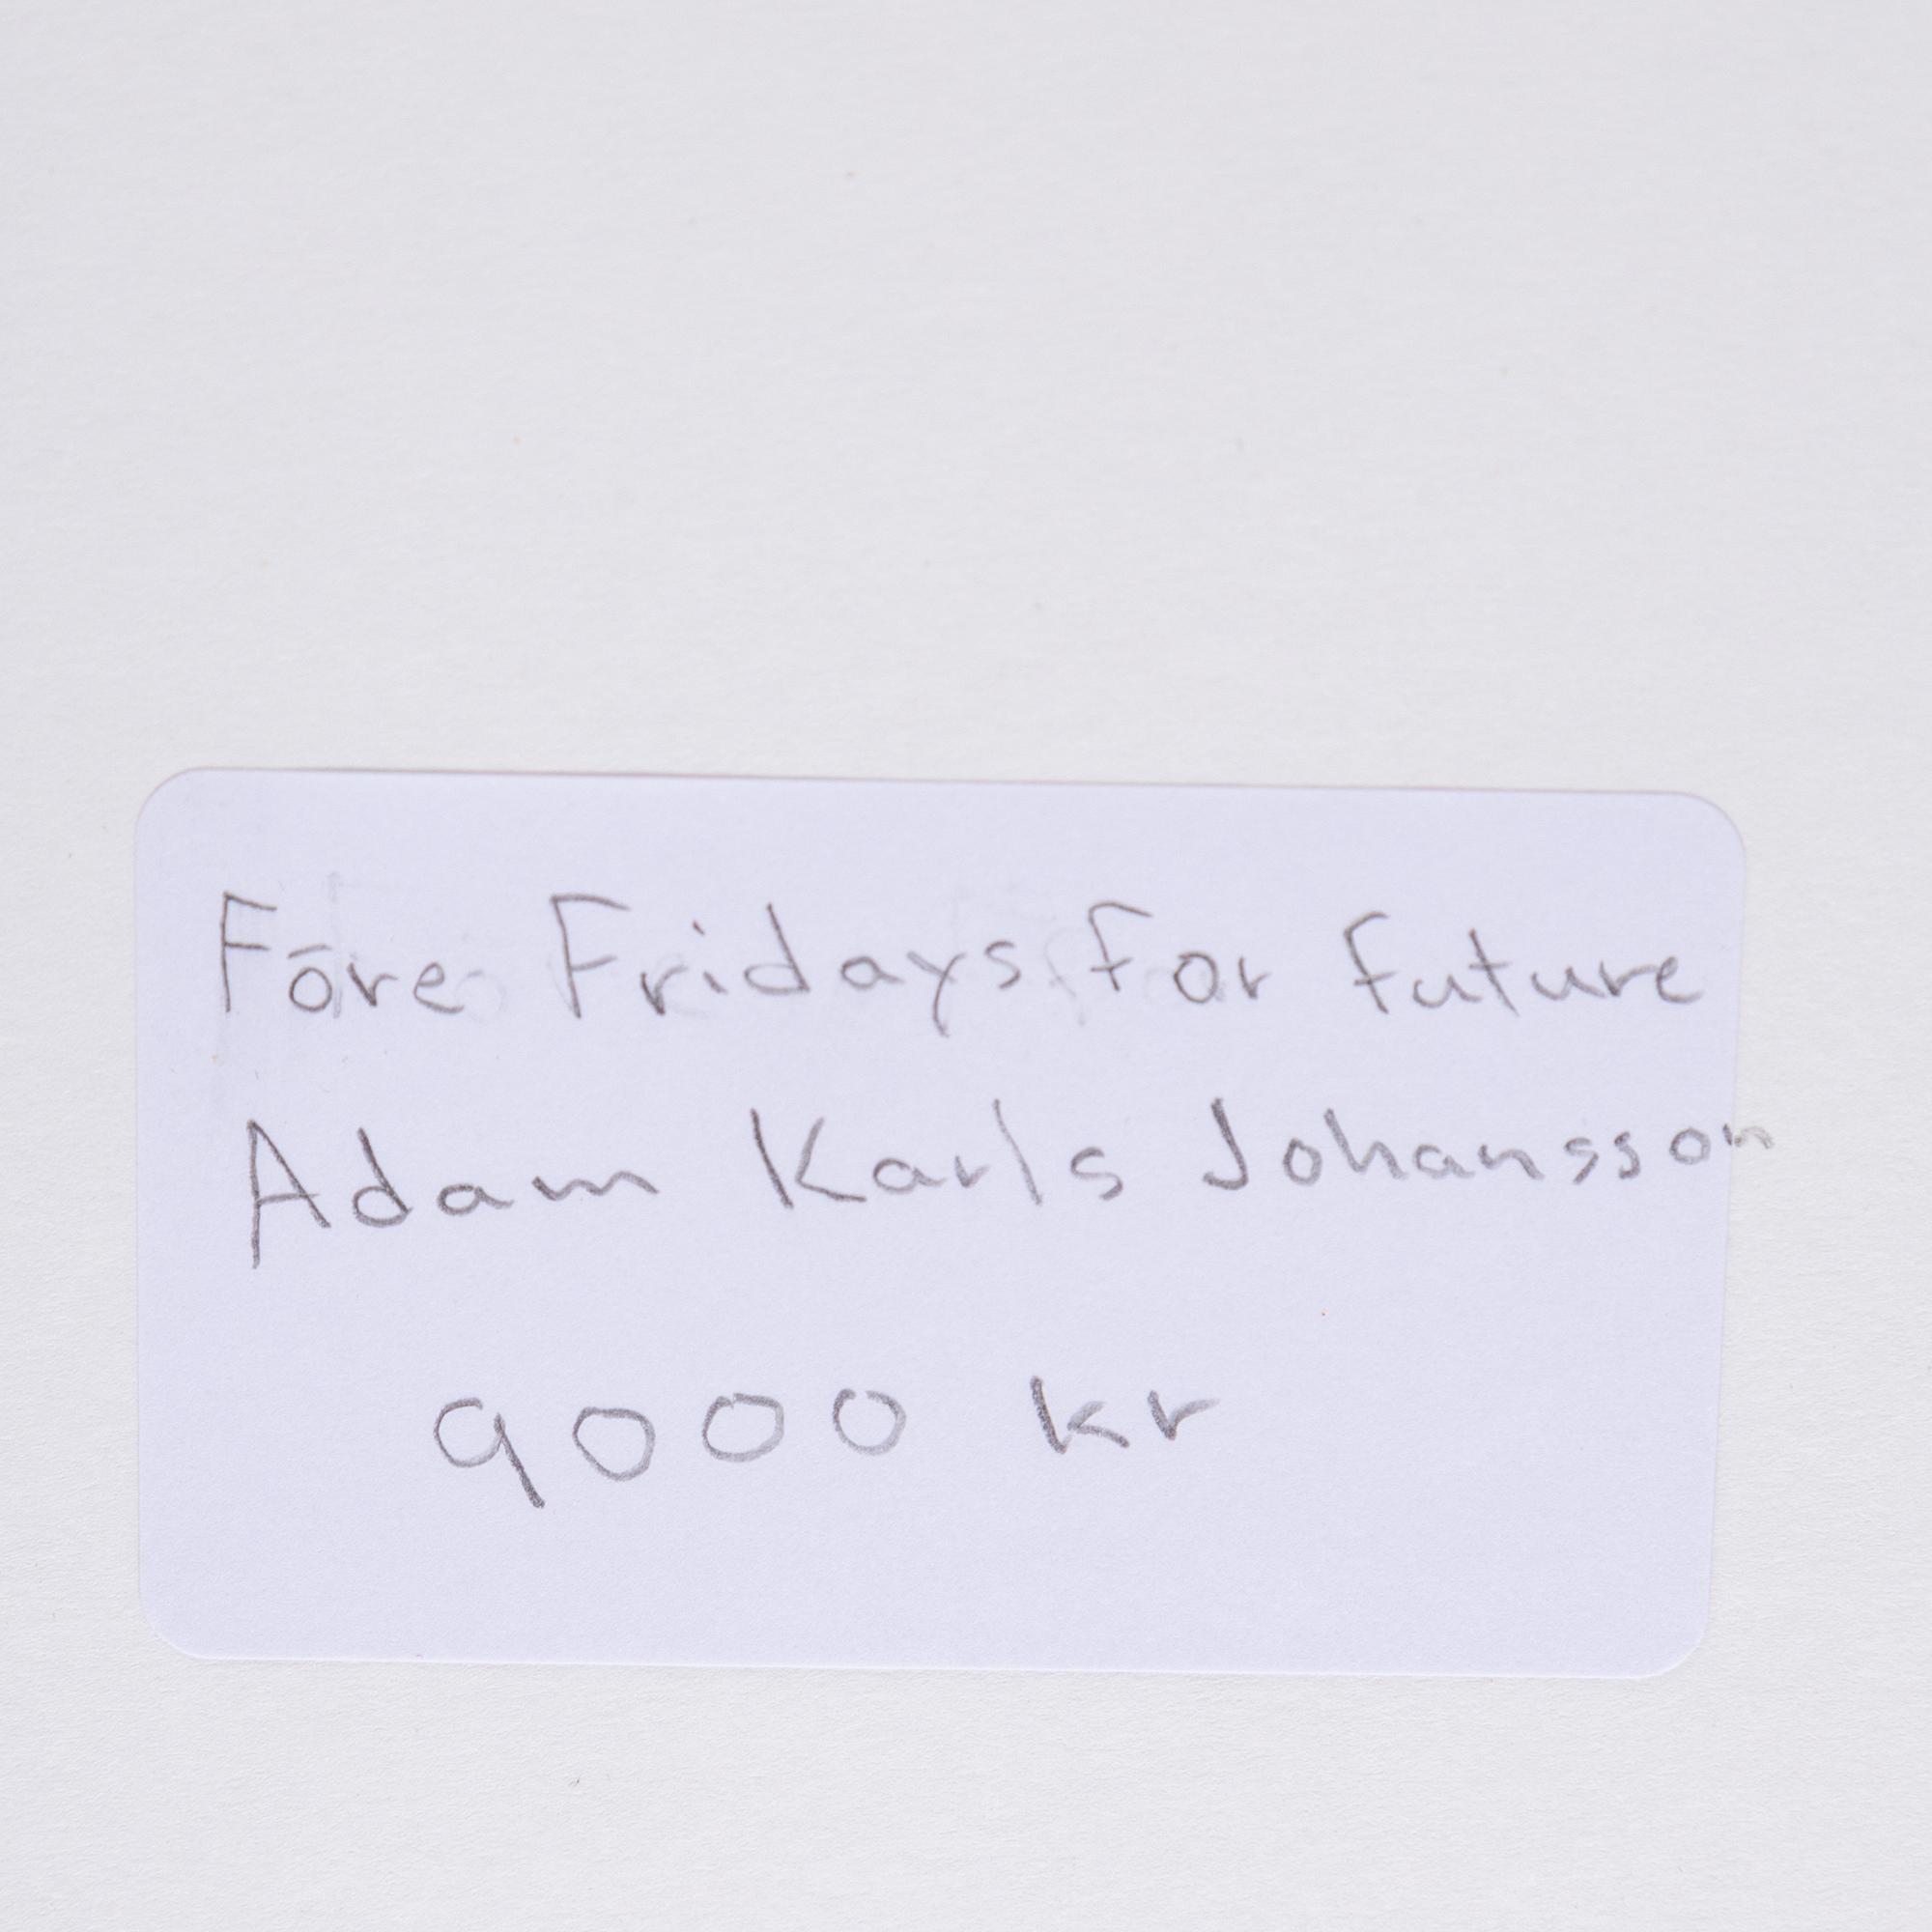 Före Fridays for future
Adam Karls Johansson
9000 kr